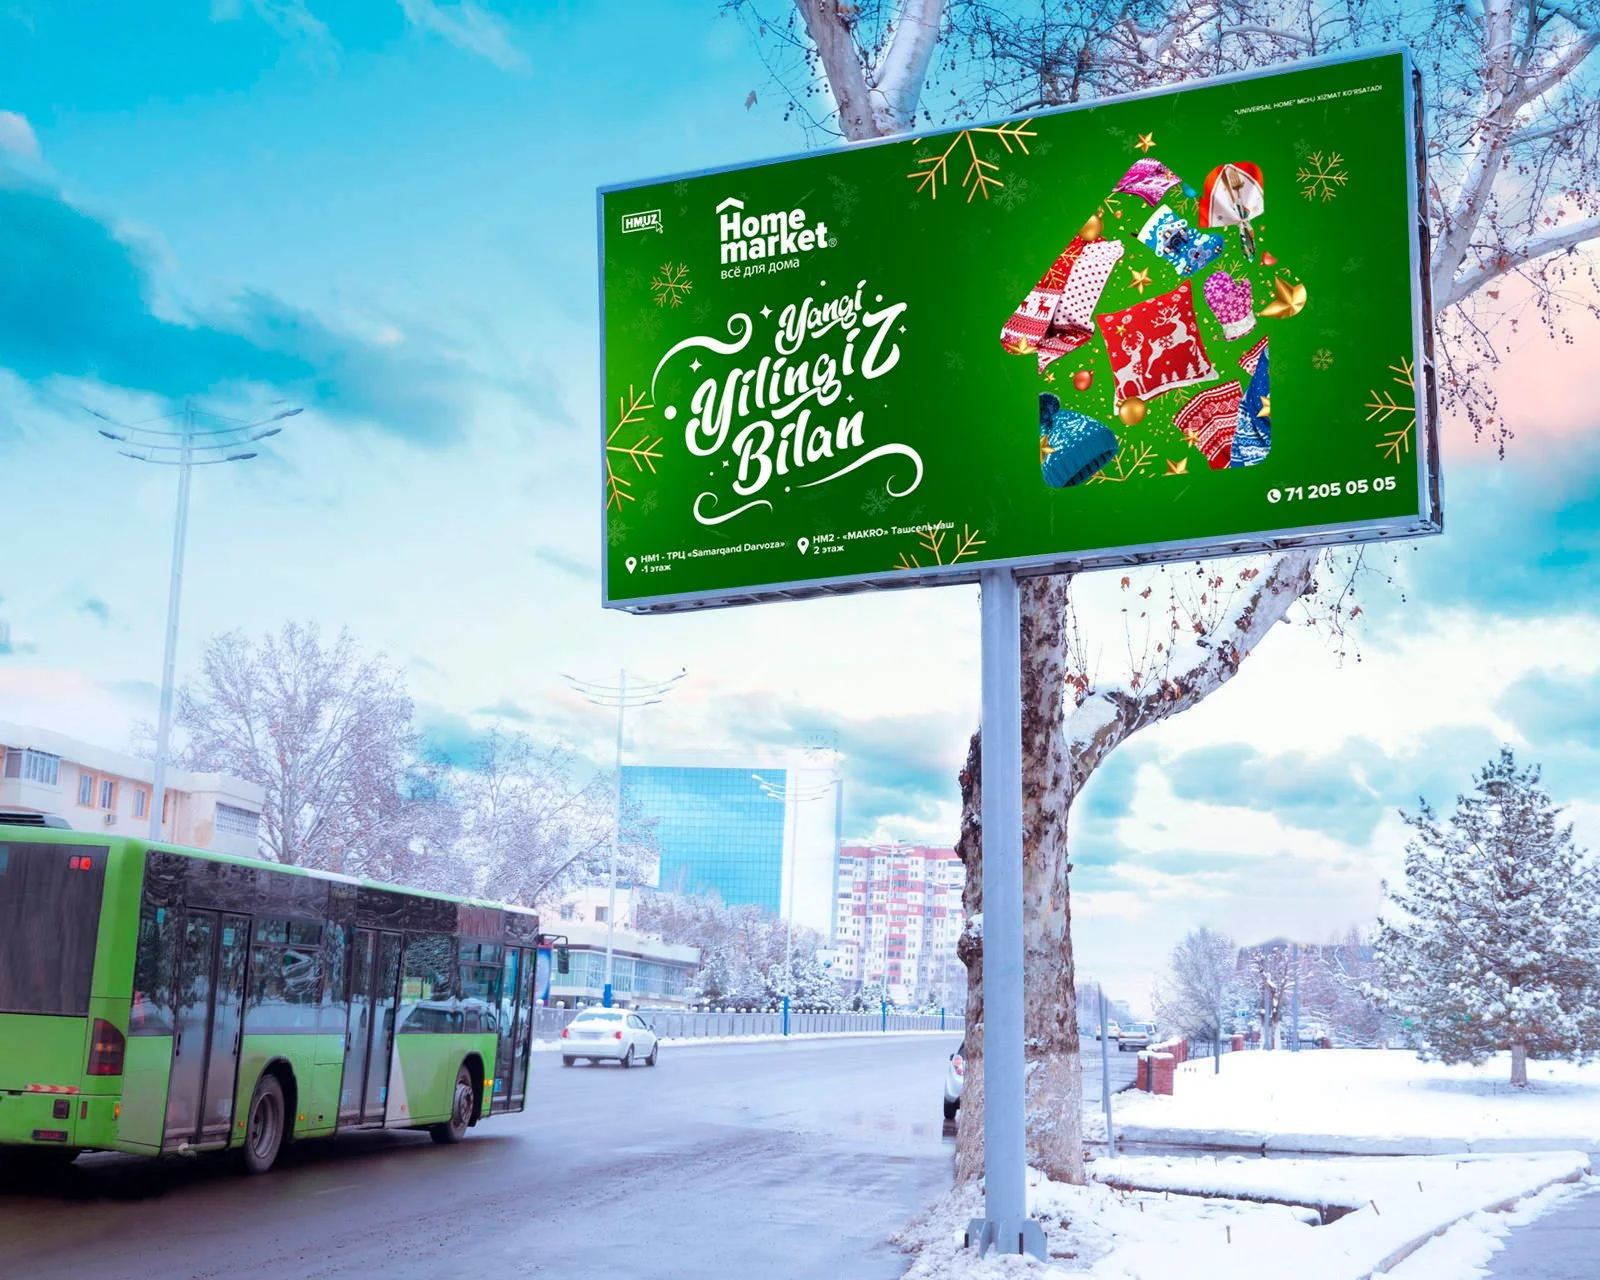 "UNIVERSAL HOME" MCHJ XIZMAT KO'RSATADI
HMUZ
Home
market®
всё для дома
Yangi
Yilingiz
Bilan
HM1 - ТРЦ «Samarqand Darvoza»
-1 этаж
HM2 - «MAKRO» Ташсельмаш
2 этаж
71 205 05 05